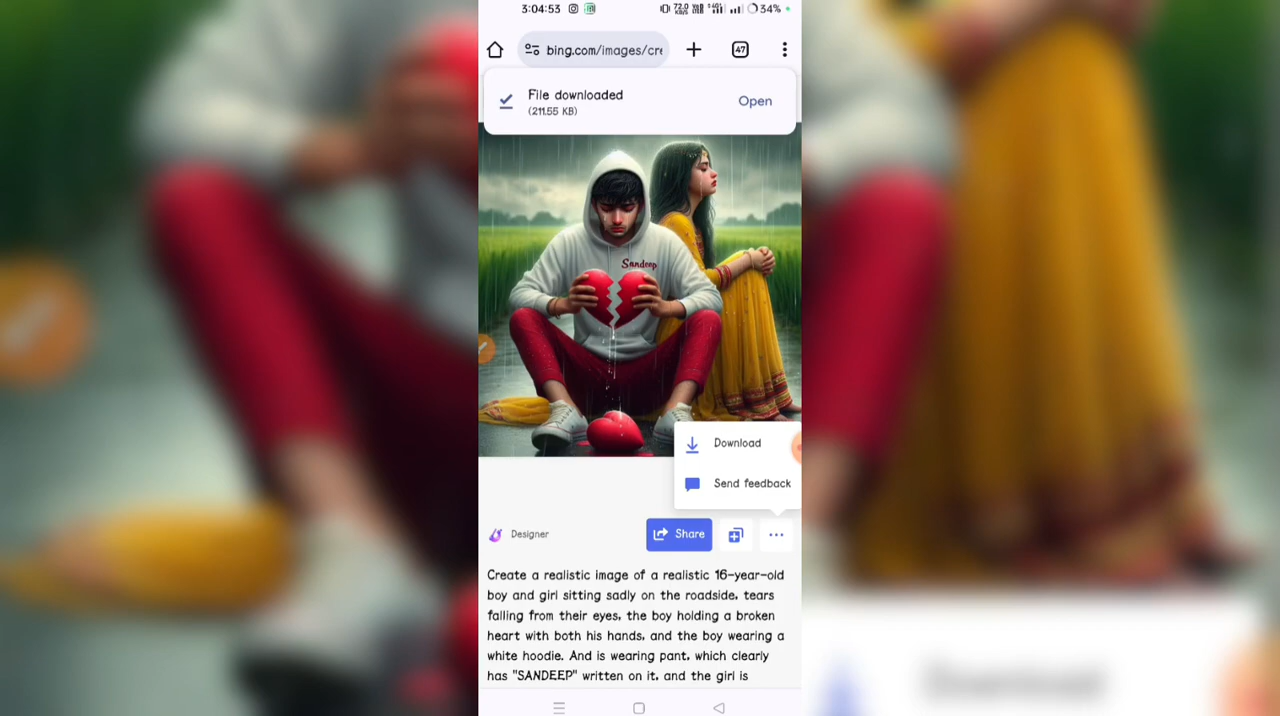 3:04:53 34%
bing.com/images/cre
47
File downloaded
(211.55 KB)
Open
Sandeep
Download
Send feedback
Designer
Share
Create a realistic image of a realistic 16-year-old
boy and girl sitting sadly on the roadside, tears
falling from their eyes, the boy holding a broken
heart with both his hands, and the boy wearing a
white hoodie. And is wearing pant, which clearly
has "SANDEEP" written on it, and the girl is